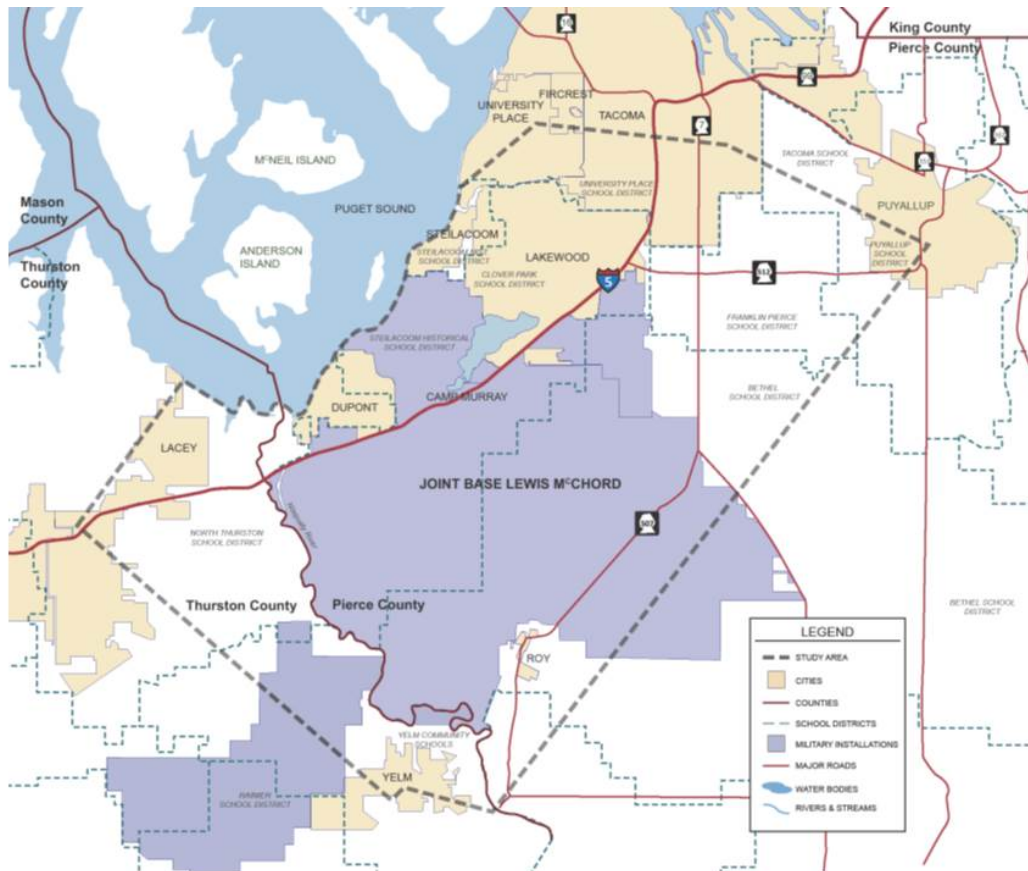 King County
Pierce County
16
FIRCREST
UNIVERSITY
PLACE
TACOMA
7
TACOMA SCHOOL
DISTRICT
MCNEIL ISLAND
UNIVERSITY PLACE
SCHOOL DISTRICT
Mason
County
PUGET SOUND
PUYALLUP
STEILACOOM
ANDERSON
ISLAND
LAKEWOOD
PUYALLUP
SCHOOL
DISTRICT
Thurston
County
SCHOOL DISTRICT
CLOVER PARK
SCHOOL DISTRICT
5
512
FRANKLIN PIERCE
SCHOOL DISTRICT
STEILACOOM HISTORICAL
SCHOOL DISTRICT
BETHEL
SCHOOL DISTRICT
CAMP MURRAY
DUPONT
LACEY
JOINT BASE LEWIS MCCHORD
507
Nisqually River
NORTH THURSTON
SCHOOL DISTRICT
Thurston County
Pierce County
BETHEL SCHOOL
DISTRICT
ROY
YELM COMMUNITY
SCHOOLS
YELM
RAINIER
SCHOOL DISTRICT
LEGEND
STUDY AREA
CITIES
COUNTIES
SCHOOL DISTRICTS
MILITARY INSTALLATIONS
MAJOR ROADS
WATER BODIES
RIVERS & STREAMS